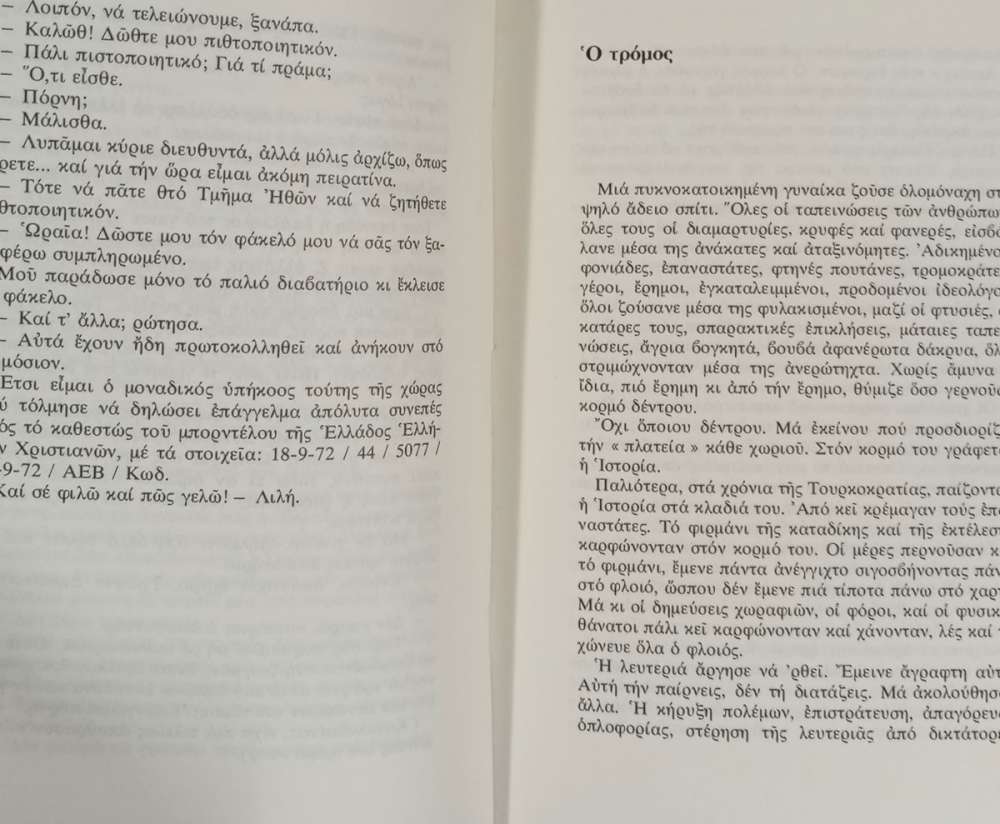 – Λοιπόν, νά τελειώνουμε, ξανάπα.
– Καλῶθ! Δῶθτε μου πιθτοποιητικόν.
– Πάλι πιστοποιητικό; Γιά τί πράμα;
– Ὅ,τι εἶσθε.
– Πόρνη;
– Μάλισθα.
– Λυπᾶμαι κύριε διευθυντά, ἀλλά μόλις ἀρχίζω, ὅπως
ρετε... καί γιά τήν ὥρα εἶμαι ἀκόμη πειρατίνα.
– Τότε νά πᾶτε θτό Τμῆμα Ἠθῶν καί νά ζητήθετε
θτοποιητικόν.
– Ὡραῖα! Δῶστε μου τόν φάκελό μου νά σᾶς τόν ξα-
φέρω συμπληρωμένο.
Μοῦ παράδωσε μόνο τό παλιό διαβατήριο κι ἔκλεισε
φάκελο.
– Καί τ' ἄλλα; ρώτησα.
– Αὐτά ἔχουν ἤδη πρωτοκολληθεῖ καί ἀνήκουν στό
μόσιον.
Ἔτσι εἶμαι ὁ μοναδικός ὑπήκοος τούτης τῆς χώρας
ύ τόλμησε νά δηλώσει ἐπάγγελμα ἀπόλυτα συνεπές
ός τό καθεστώς τοῦ μπορντέλου τῆς Ἑλλάδος Ἑλλή-
ν Χριστιανῶν, μέ τά στοιχεῖα: 18-9-72 / 44 / 5077 /
-9-72 / ΑΕΒ / Κωδ.
Καί σέ φιλῶ καί πῶς γελῶ! – Λιλή.
Ὁ τρόμος
Μιά πυκνοκατοικημένη γυναίκα ζοῦσε ὁλομόναχη στ
ψηλό ἄδειο σπίτι. Ὅλες οἱ ταπεινώσεις τῶν ἀνθρώπω
ὅλες τους οἱ διαμαρτυρίες, κρυφές καί φανερές, εἰσβά
λανε μέσα της ἀνάκατες καί ἀταξινόμητες. Ἀδικημένο
φονιάδες, ἐπαναστάτες, φτηνές πουτάνες, τρομοκράτε
γέροι, ἔρημοι, ἐγκαταλειμμένοι, προδομένοι ἰδεολόγο
ὅλοι ζούσανε μέσα της φυλακισμένοι, μαζί οἱ φτυσιές, ο
κατάρες τους, σπαρακτικές ἐπικλήσεις, μάταιες ταπε
νώσεις, ἄγρια βογκητά, βουβά ἀφανέρωτα δάκρυα, ὅλ
στριμώχνονταν μέσα της ἀνερώτηχτα. Χωρίς ἄμυνα
ἴδια, πιό ἔρημη κι ἀπό τήν ἔρημο, θύμιζε ὅσο γερνοῦσ
κορμό δέντρου.
Ὄχι ὅποιου δέντρου. Μά ἐκείνου πού προσδιορίζ
τήν « πλατεία » κάθε χωριοῦ. Στόν κορμό του γράφετα
ἡ Ἱστορία.
Παλιότερα, στά χρόνια τῆς Τουρκοκρατίας, παίζοντα
ἡ Ἱστορία στά κλαδιά του. Ἀπό κεῖ κρέμαγαν τούς ἐπα
ναστάτες. Τό φιρμάνι τῆς καταδίκης καί τῆς ἐκτέλεσ
καρφώνονταν στόν κορμό του. Οἱ μέρες περνοῦσαν κ
τό φιρμάνι, ἔμενε πάντα ἀνέγγιχτο σιγοσβήνοντας πάν
στό φλοιό, ὥσπου δέν ἔμενε πιά τίποτα πάνω στό χαρτ
Μά κι οἱ δημεύσεις χωραφιῶν, οἱ φόροι, καί οἱ φυσικ
θάνατοι πάλι κεῖ καρφώνονταν καί χάνονταν, λές καί τ
χώνευε ὅλα ὁ φλοιός.
Ἡ λευτεριά ἄργησε νά 'ρθεῖ. Ἔμεινε ἄγραφτη αὐτ
Αὐτή τήν παίρνεις, δέν τή διατάζεις. Μά ἀκολούθησα
ἄλλα. Ἡ κήρυξη πολέμων, ἐπιστράτευση, ἀπαγόρευσ
ὁπλοφορίας, στέρηση τῆς λευτεριᾶς ἀπό δικτάτορε